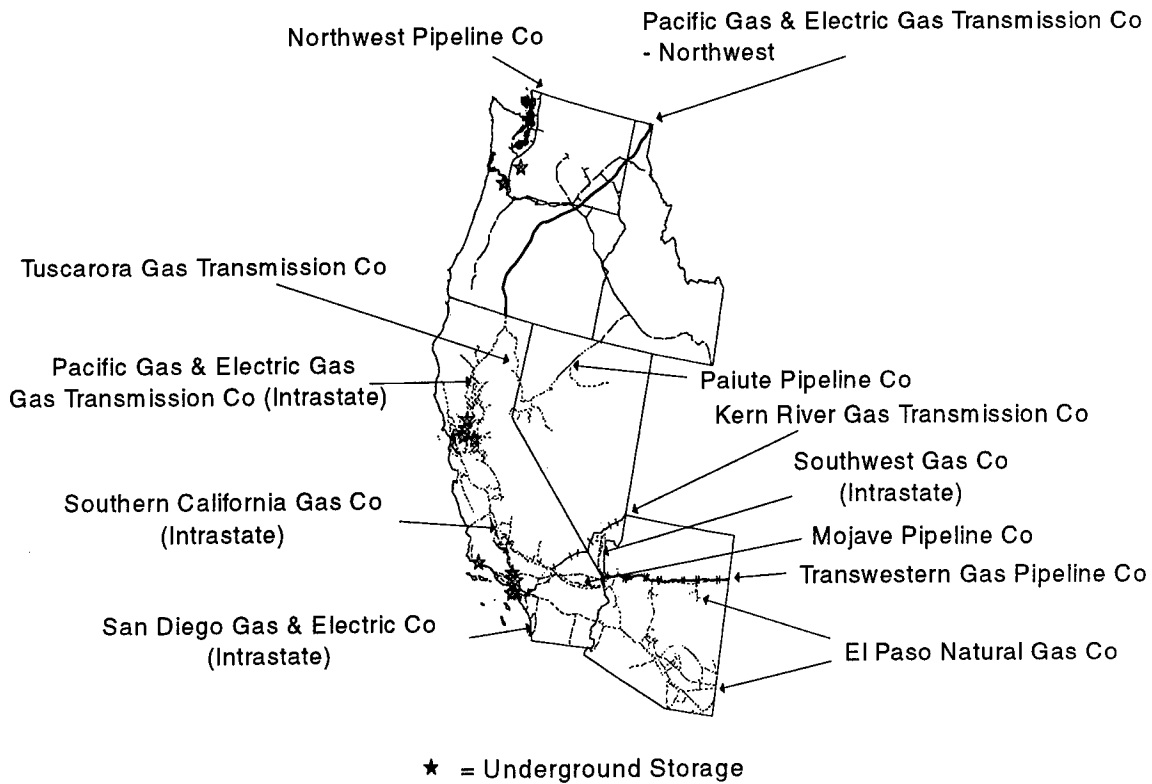 Pacific Gas & Electric Gas Transmission Co
- Northwest
Northwest Pipeline Co
Tuscarora Gas Transmission Co
Pacific Gas & Electric Gas
Gas Transmission Co (Intrastate)
Paiute Pipeline Co
Kern River Gas Transmission Co
Southwest Gas Co
(Intrastate)
Southern California Gas Co
(Intrastate)
Mojave Pipeline Co
Transwestern Gas Pipeline Co
San Diego Gas & Electric Co
(Intrastate)
El Paso Natural Gas Co
★ = Underground Storage